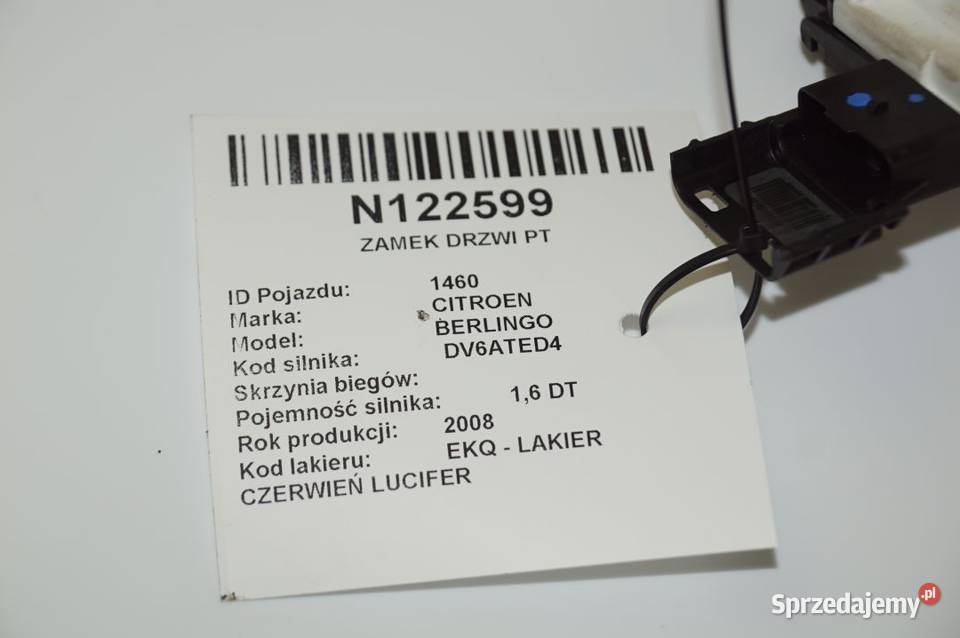 N122599
ZAMEK DRZWI PT
ID Pojazdu: 1460
Marka: CITROEN
Model: BERLINGO
Kod silnika: DV6ATED4
Skrzynia biegów:
Pojemność silnika: 1,6 DT
Rok produkcji: 2008
Kod lakieru: EKQ - LAKIER
CZERWIEŃ LUCIFER
Sprzedajemy.pl